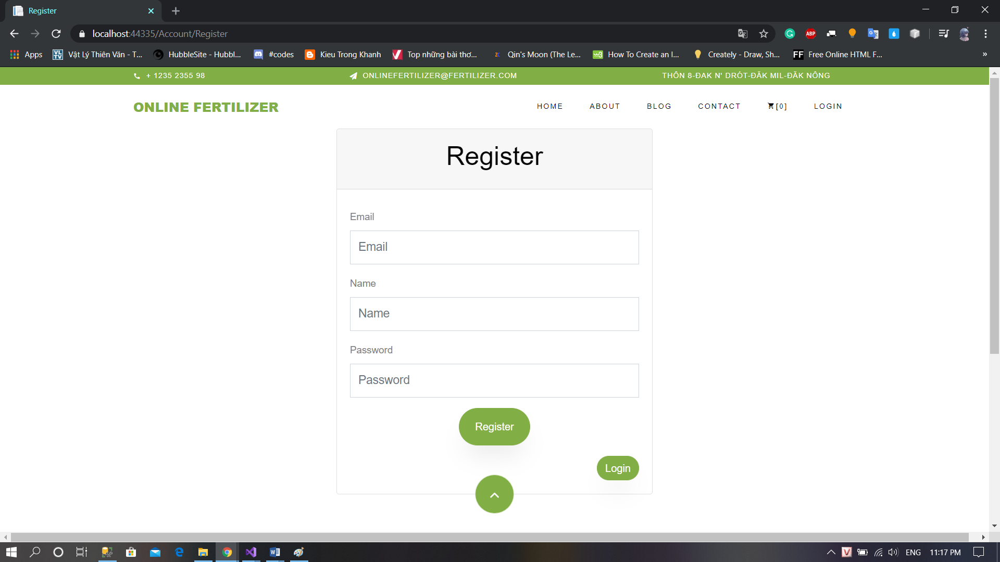 Register
localhost:44335/Account/Register
Apps
Vật Lý Thiên Văn - T...
HubbleSite - Hubbl...
#codes
Kieu Trong Khanh
Top những bài thơ...
Qin's Moon (The Le...
How To Create an I...
Creately - Draw, Sh...
Free Online HTML F...
+ 1235 2355 98
ONLINEFERTILIZER@FERTILIZER.COM
THÔN 8-ĐAK N' DRÓT-ĐĂK MIL-ĐĂK NÔNG
ONLINE FERTILIZER
HOME
ABOUT
BLOG
CONTACT
[0]
LOGIN
Register
Email
Email
Name
Name
Password
Password
Register
Login
ENG
11:17 PM